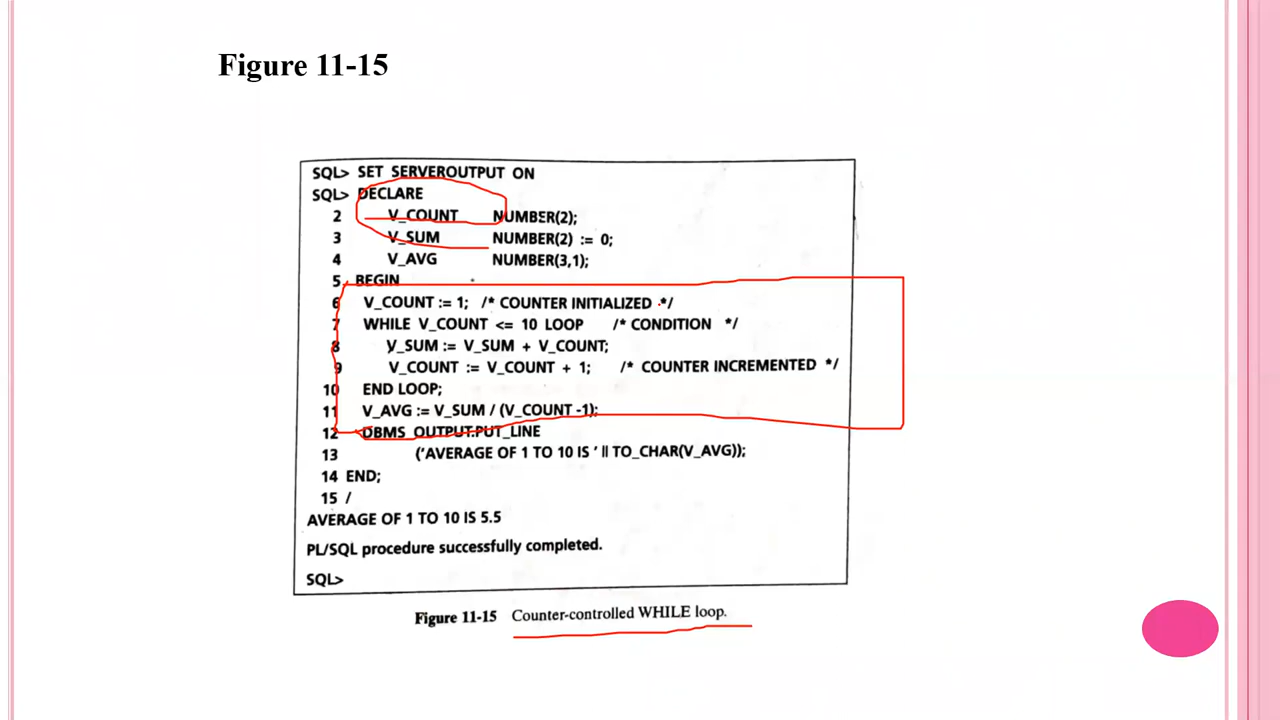 Figure 11-15
SQL> SET SERVEROUTPUT ON
SQL> DECLARE
2 V_COUNT NUMBER(2);
3 V_SUM NUMBER(2) := 0;
4 V_AVG NUMBER(3,1);
5 BEGIN
6 V_COUNT := 1; /* COUNTER INITIALIZED */
7 WHILE V_COUNT <= 10 LOOP /* CONDITION */
8 V_SUM := V_SUM + V_COUNT;
9 V_COUNT := V_COUNT + 1; /* COUNTER INCREMENTED */
10 END LOOP;
11 V_AVG := V_SUM / (V_COUNT -1);
12 DBMS_OUTPUT.PUT_LINE
13 ('AVERAGE OF 1 TO 10 IS ' || TO_CHAR(V_AVG));
14 END;
15 /
AVERAGE OF 1 TO 10 IS 5.5
PL/SQL procedure successfully completed.
SQL>
Figure 11-15 Counter-controlled WHILE loop.